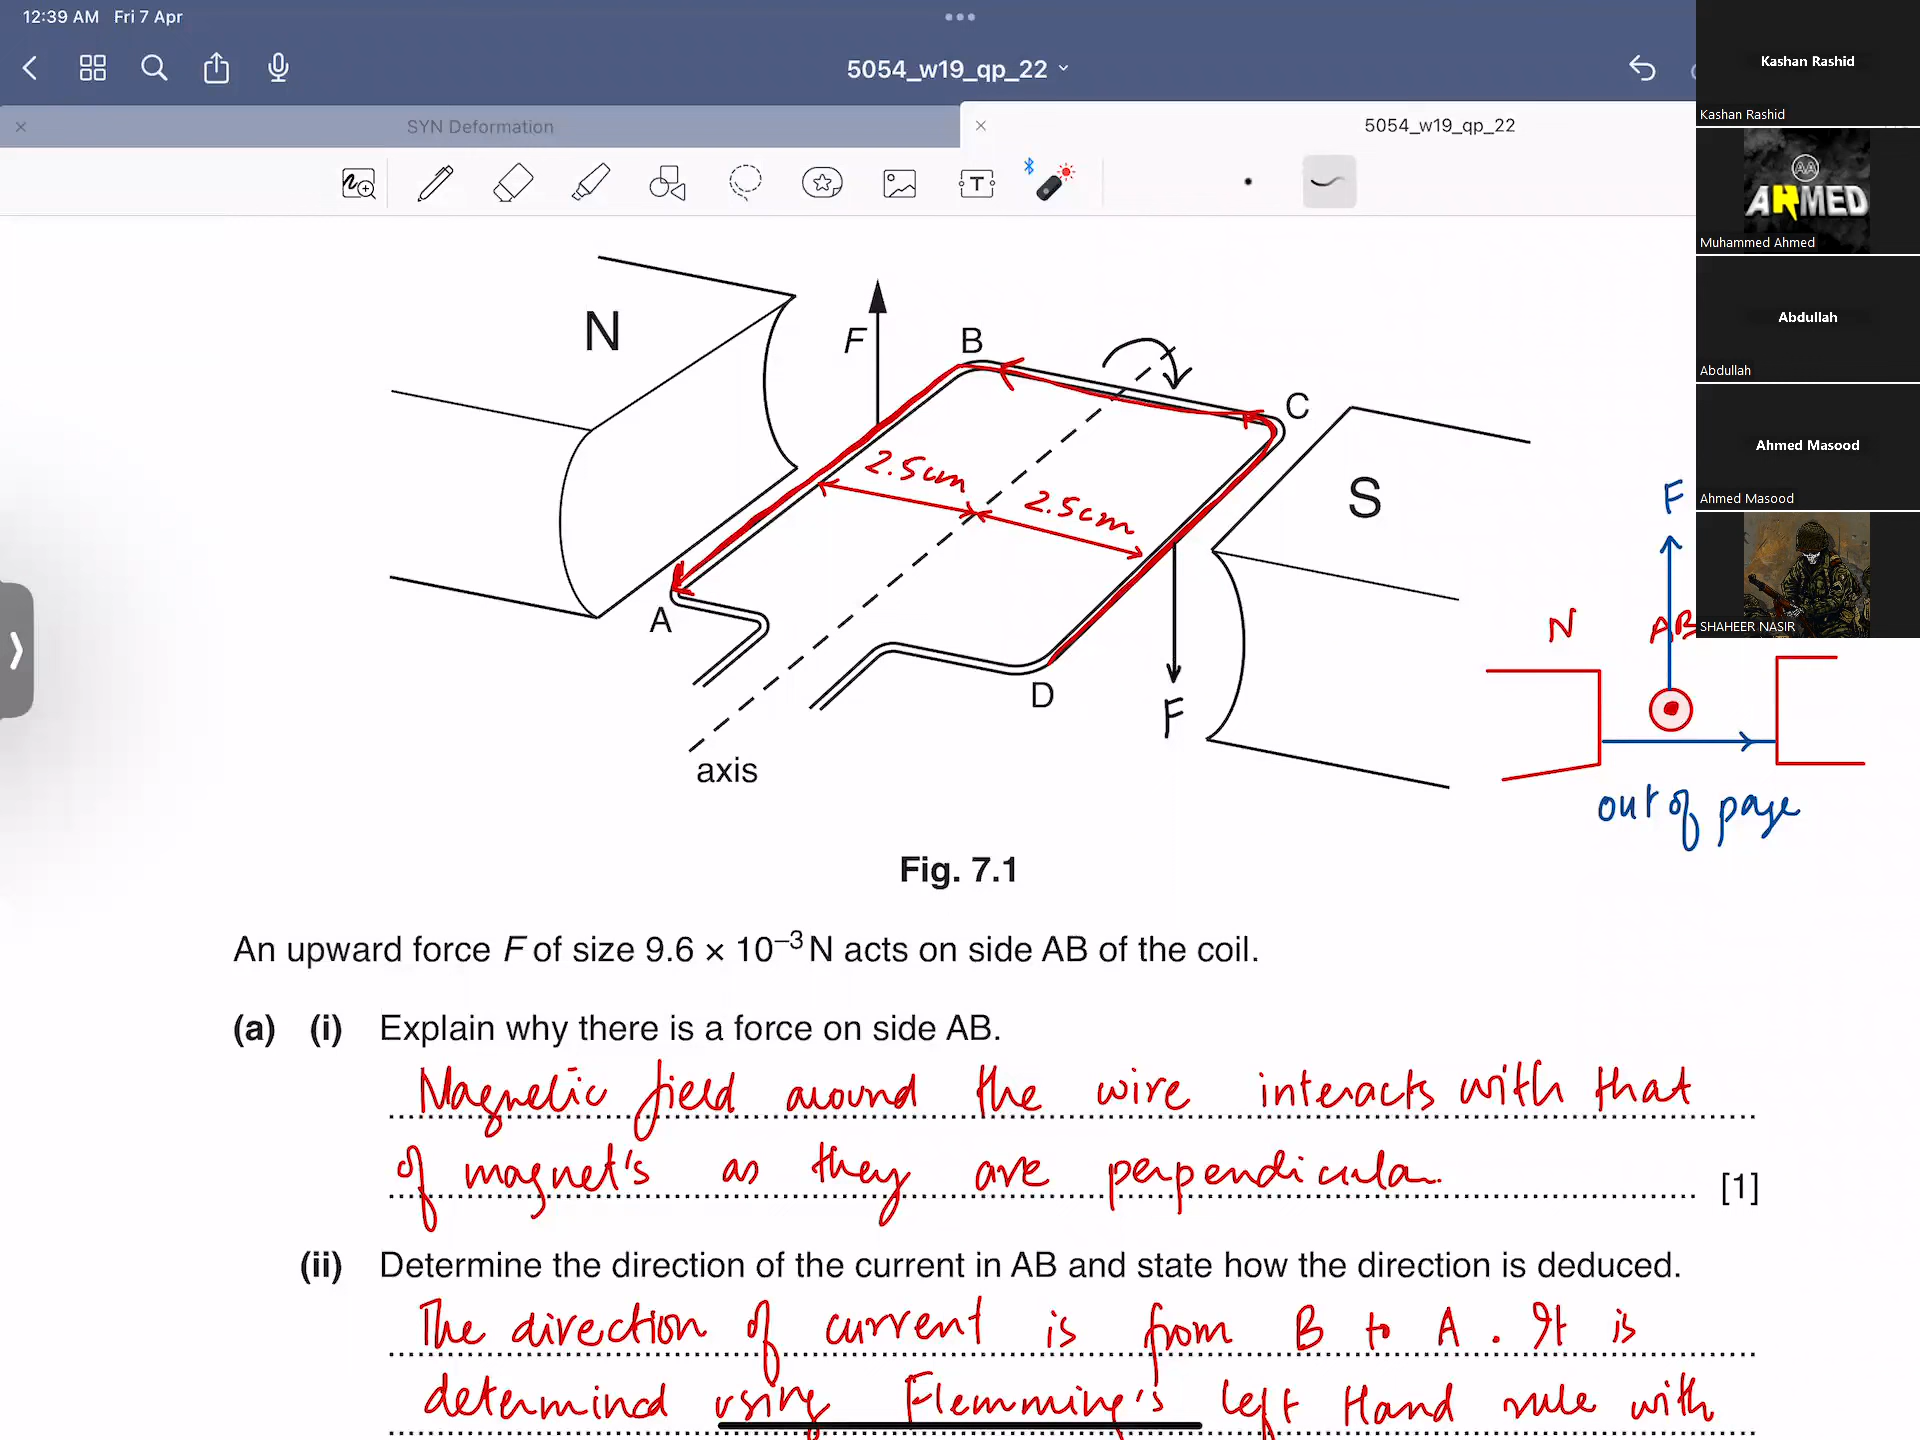 12:39 AM Fri 7 Apr
5054_w19_qp_22
SYN Deformation
5054_w19_qp_22
T
Kashan Rashid
Kashan Rashid
AA
ARMED
Muhammed Ahmed
Abdullah
Abdullah
Ahmed Masood
Ahmed Masood
SHAHEER NASIR
N
F
B
C
2.5cm
2.5cm
S
A
D
F
axis
F
N
AB
out of page
Fig. 7.1
An upward force F of size 9.6 × 10⁻³ N acts on side AB of the coil.
(a) (i) Explain why there is a force on side AB.
Magnetic field around the wire interacts with that
of magnet's as they are perpendicular. [1]
(ii) Determine the direction of the current in AB and state how the direction is deduced.
The direction of current is from B to A. It is
determined using Flemming's left Hand rule with